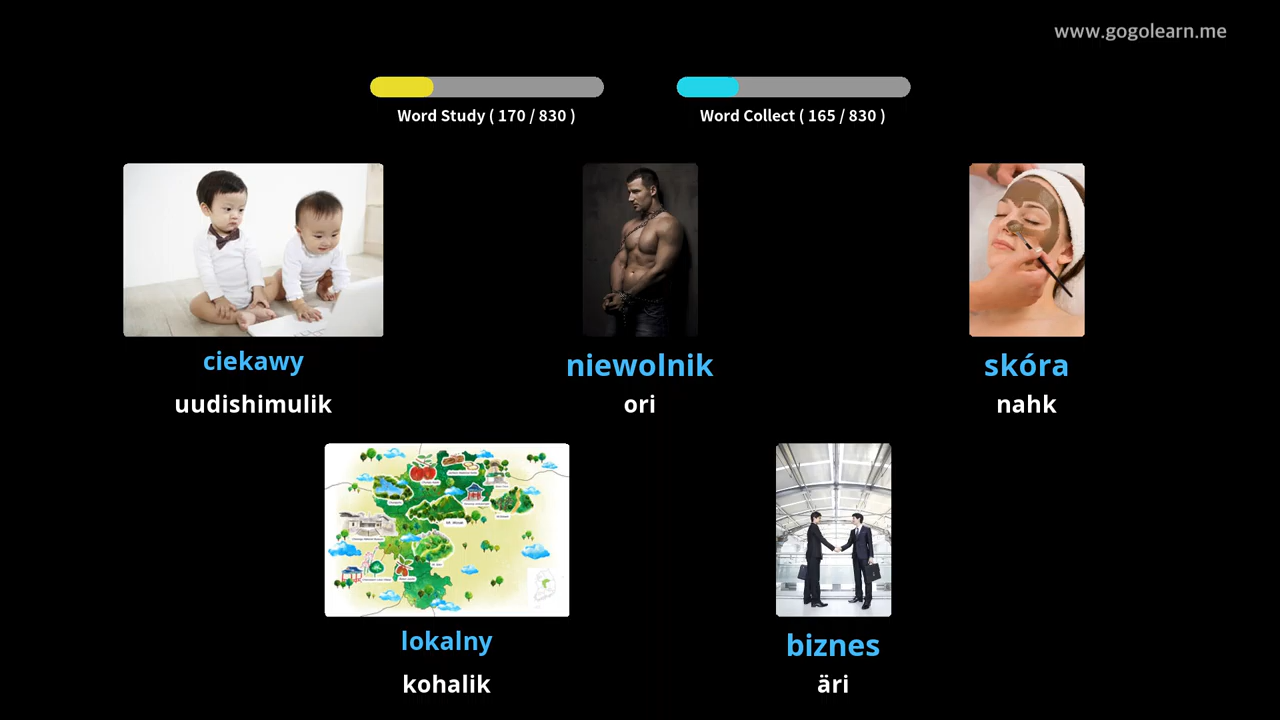 www.gogolearn.me
Word Study ( 170 / 830 )
Word Collect ( 165 / 830 )
ciekawy
niewolnik
skóra
uudishimulik
ori
nahk
lokalny
biznes
kohalik
äri